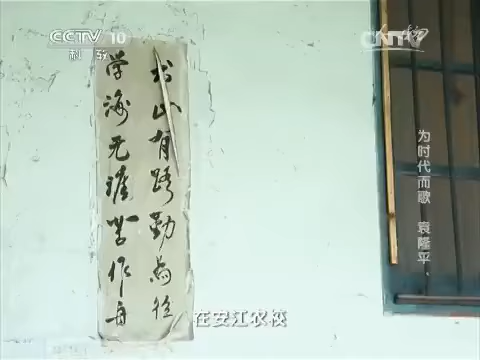 CCTV 10
科教
CNTV
书山有路勤为径
学海无涯苦作舟
为时代而歌 袁隆平
在安江农校